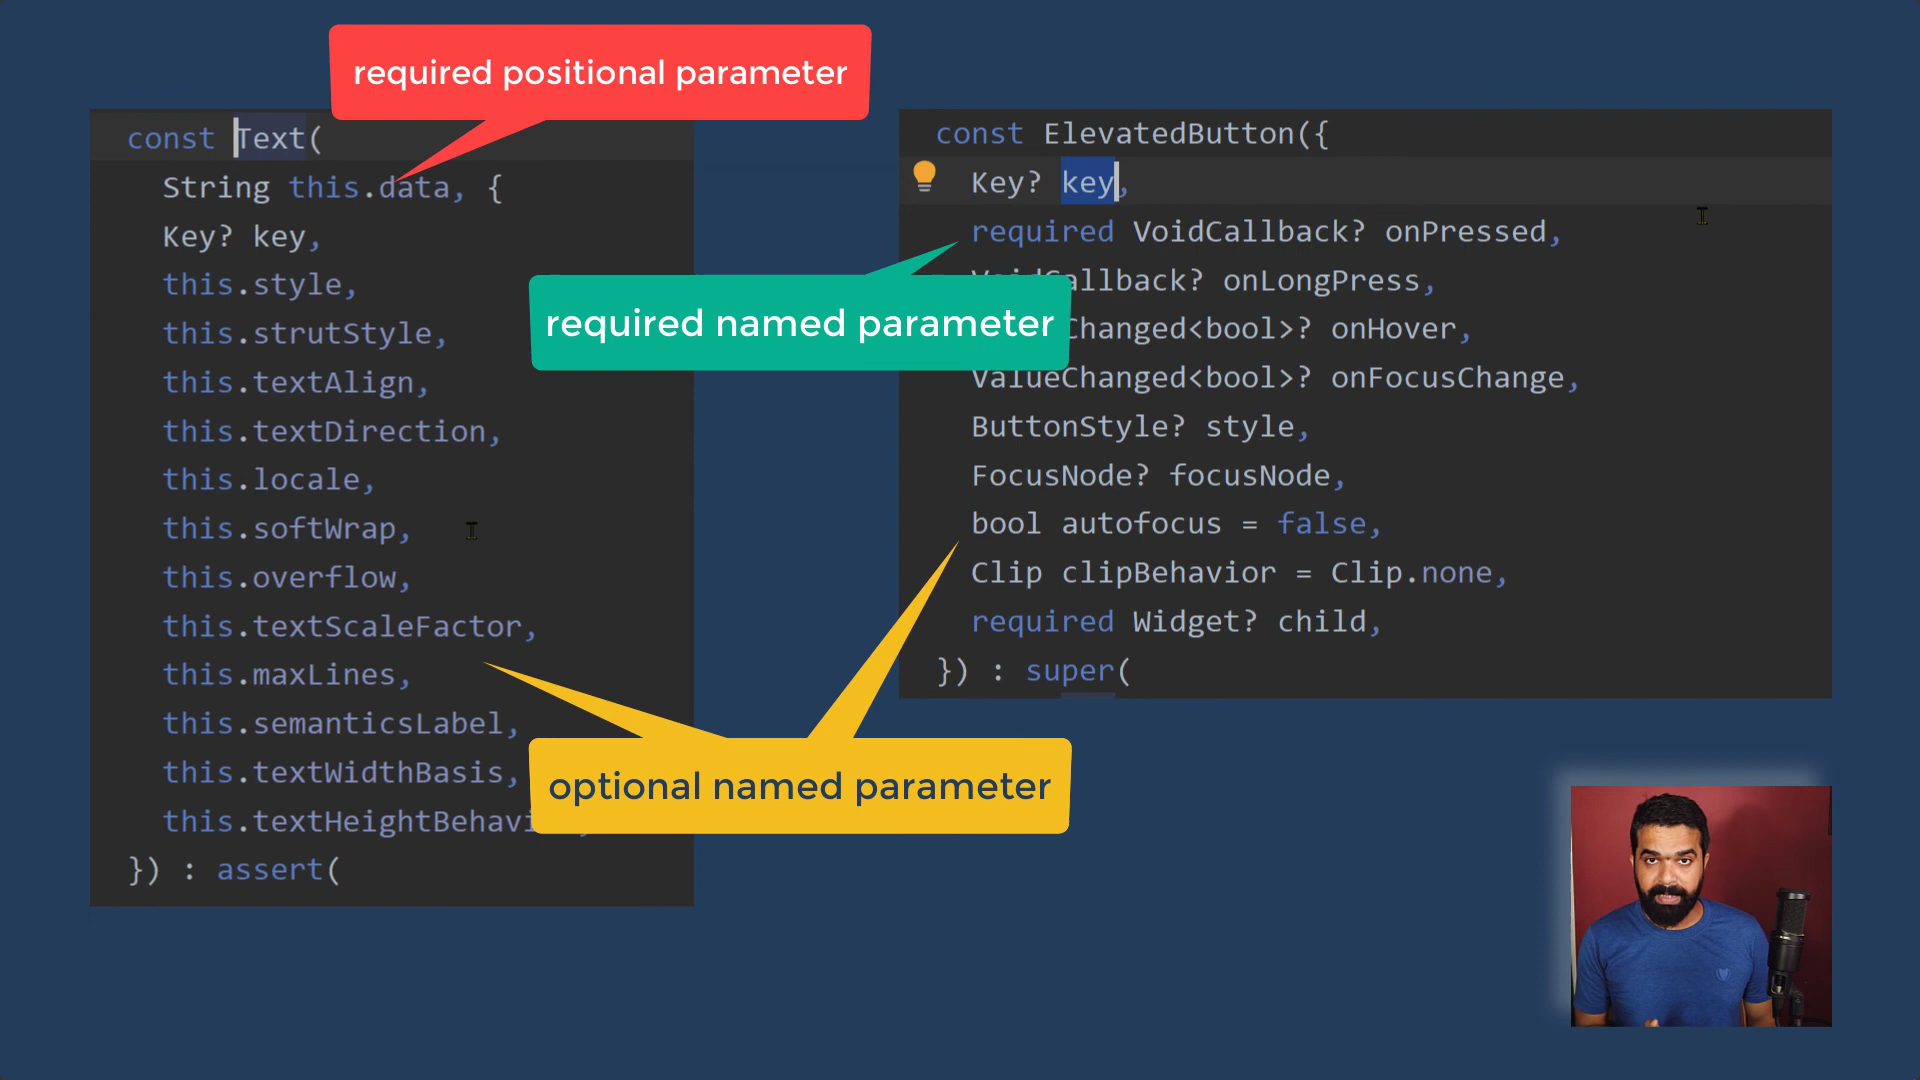 required positional parameter
const Text(
String this.data, {
Key? key,
this.style,
this.strutStyle,
this.textAlign,
this.textDirection,
this.locale,
this.softWrap,
this.overflow,
this.textScaleFactor,
this.maxLines,
this.semanticsLabel,
this.textWidthBasis,
this.textHeightBehavi
}) : assert(
required named parameter
optional named parameter
const ElevatedButton({
Key? key,
required VoidCallback? onPressed,
VoidCallback? onLongPress,
Changed<bool>? onHover,
ValueChanged<bool>? onFocusChange,
ButtonStyle? style,
FocusNode? focusNode,
bool autofocus = false,
Clip clipBehavior = Clip.none,
required Widget? child,
}) : super(